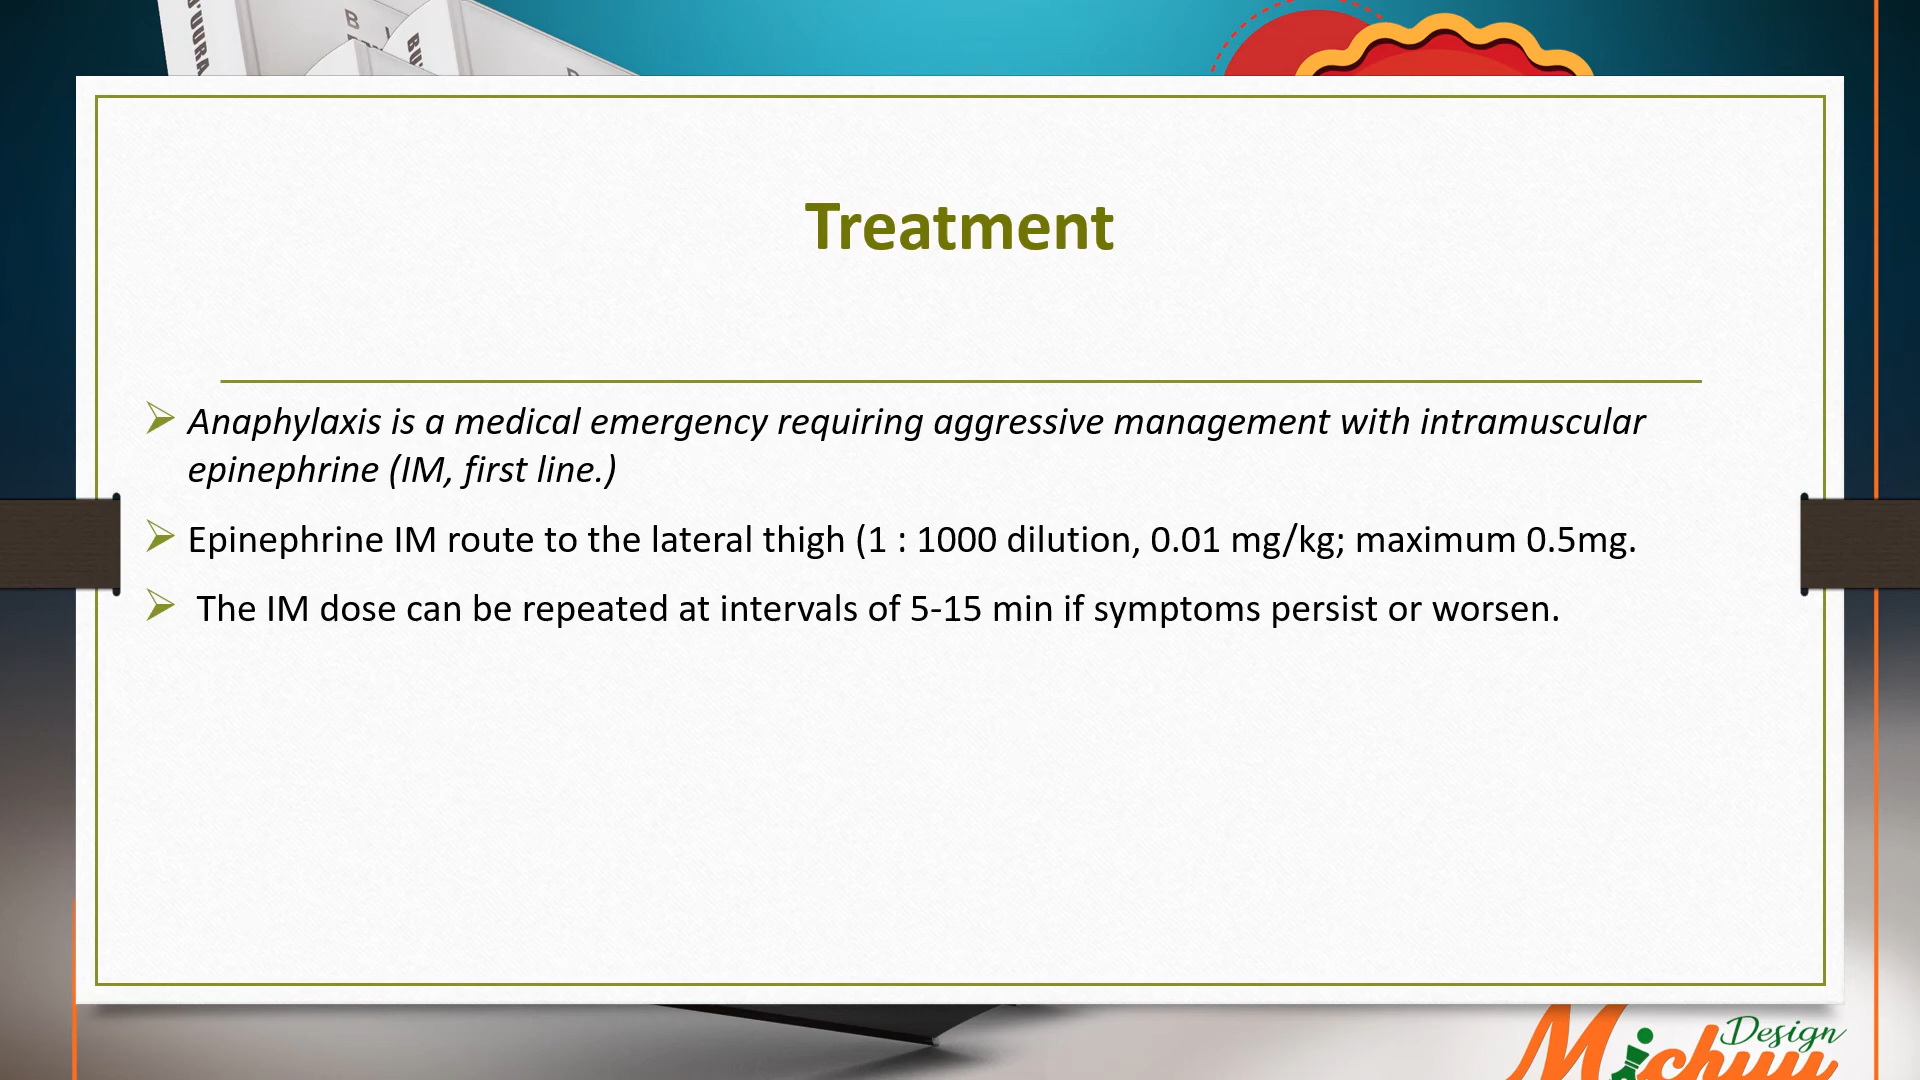 Treatment
Anaphylaxis is a medical emergency requiring aggressive management with intramuscular
epinephrine (IM, first line.)
Epinephrine IM route to the lateral thigh (1 : 1000 dilution, 0.01 mg/kg; maximum 0.5mg.
The IM dose can be repeated at intervals of 5-15 min if symptoms persist or worsen.
Design
Michuu